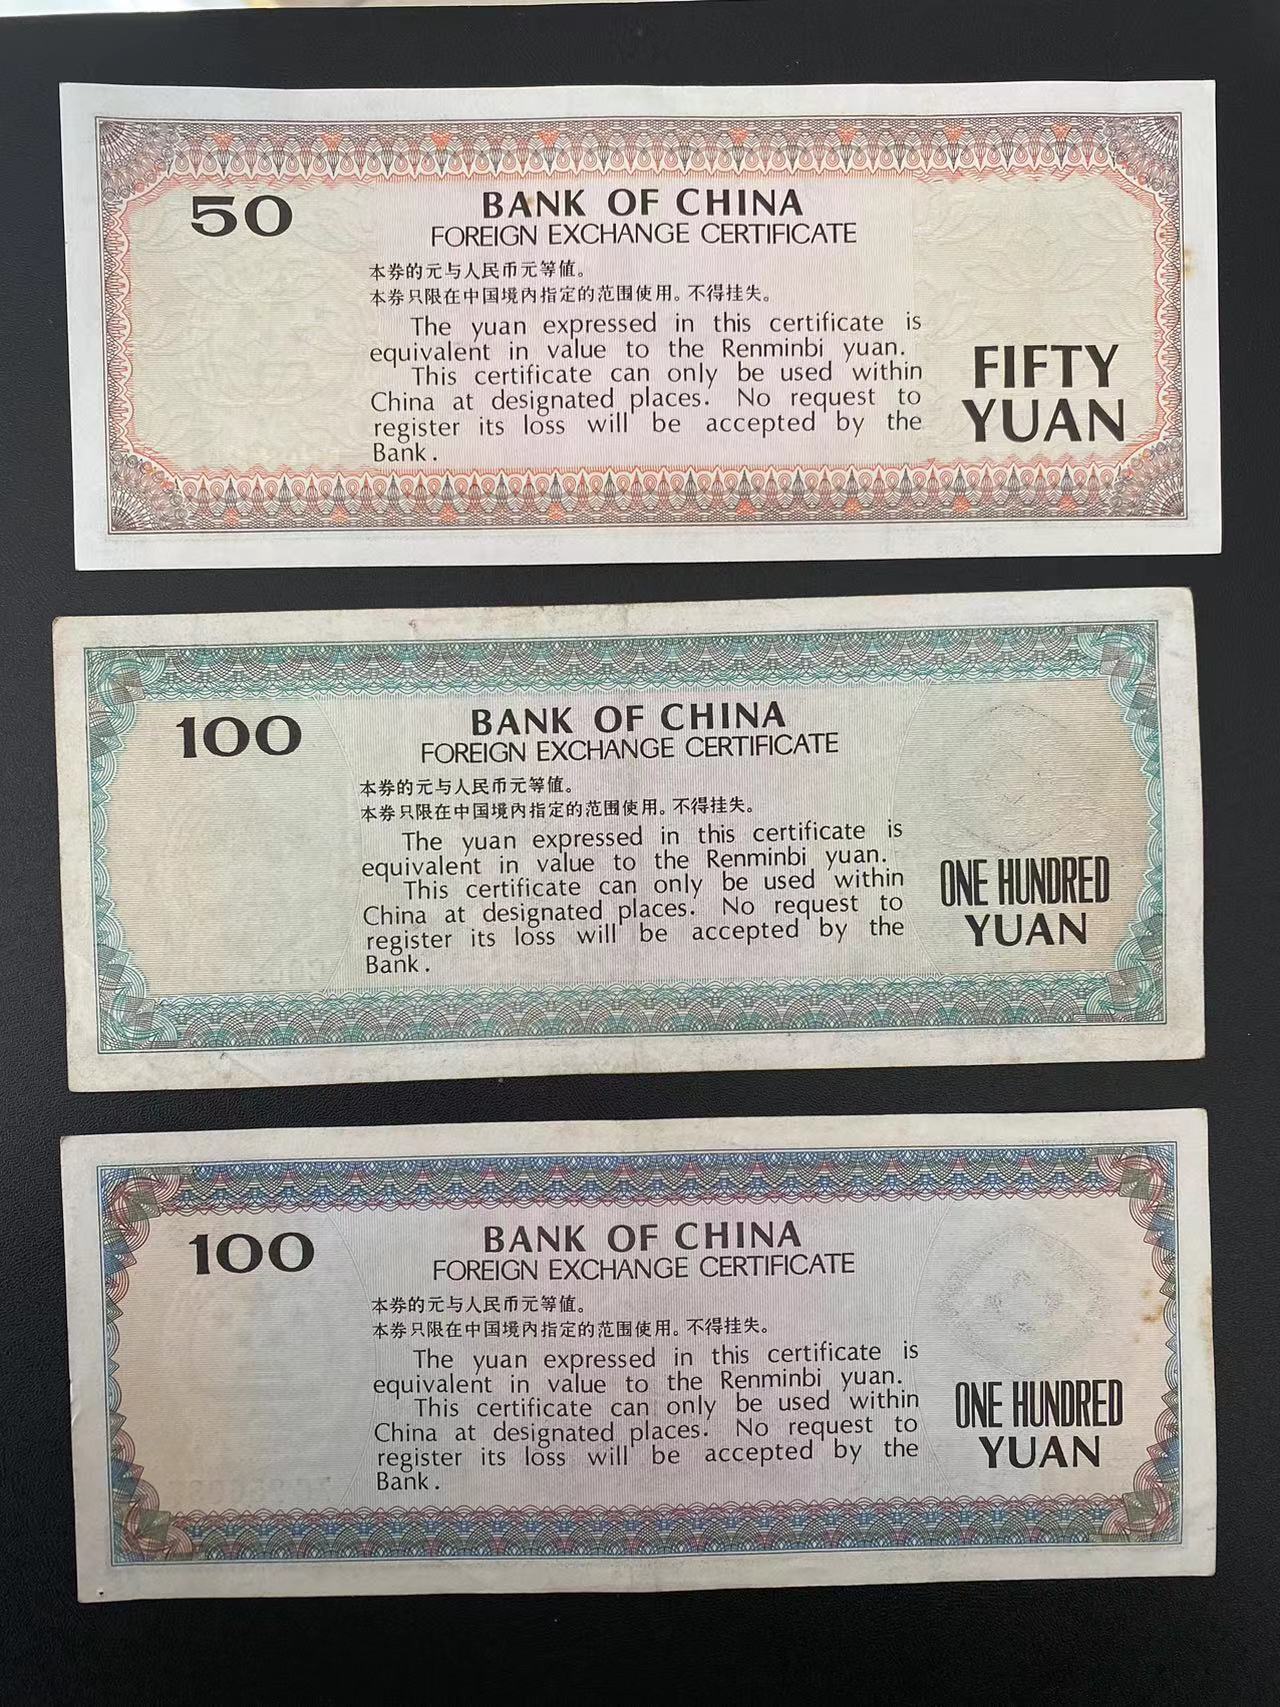 50
BANK OF CHINA
FOREIGN EXCHANGE CERTIFICATE
本券的元与人民币元等值。
本券只限在中国境内指定的范围使用。不得挂失。
The yuan expressed in this certificate is
equivalent in value to the Renminbi yuan.
This certificate can only be used within
China at designated places. No request to
register its loss will be accepted by the
Bank.
FIFTY
YUAN
100
BANK OF CHINA
FOREIGN EXCHANGE CERTIFICATE
本券的元与人民币元等值。
本券只限在中国境内指定的范围使用。不得挂失。
The yuan expressed in this certificate is
equivalent in value to the Renminbi yuan.
This certificate can only be used within
China at designated places. No request to
register its loss will be accepted by the
Bank.
ONE HUNDRED
YUAN
100
BANK OF CHINA
FOREIGN EXCHANGE CERTIFICATE
本券的元与人民币元等值。
本券只限在中国境内指定的范围使用。不得挂失。
The yuan expressed in this certificate is
equivalent in value to the Renminbi yuan.
This certificate can only be used within
China at designated places. No request to
register its loss will be accepted by the
Bank.
ONE HUNDRED
YUAN